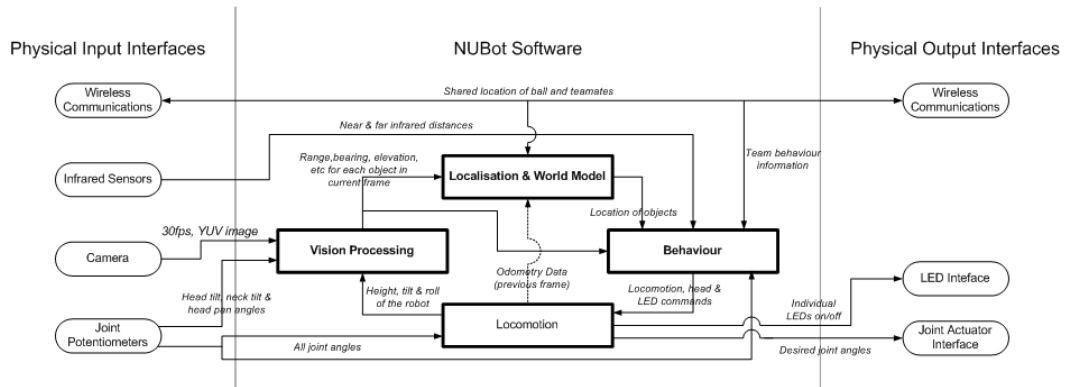 Physical Input Interfaces
NUBot Software
Physical Output Interfaces
Wireless
Communications
Shared location of ball and teamates
Wireless
Communications
Near & far infrared distances
Range,bearing, elevation,
etc for each object in
current frame
Team behaviour
information
Infrared Sensors
Localisation & World Model
Location of objects
30fps, YUV image
Camera
Vision Processing
Behaviour
Odometry Data
(previous frame)
LED Inteface
Head tilt, neck tilt &
head pan angles
Height, tilt & roll
of the robot
Locomotion, head &
LED commands
Individual
LEDs on/off
Joint
Potentiometers
Locomotion
Joint Actuator
Interface
All joint angles
Desired joint angles